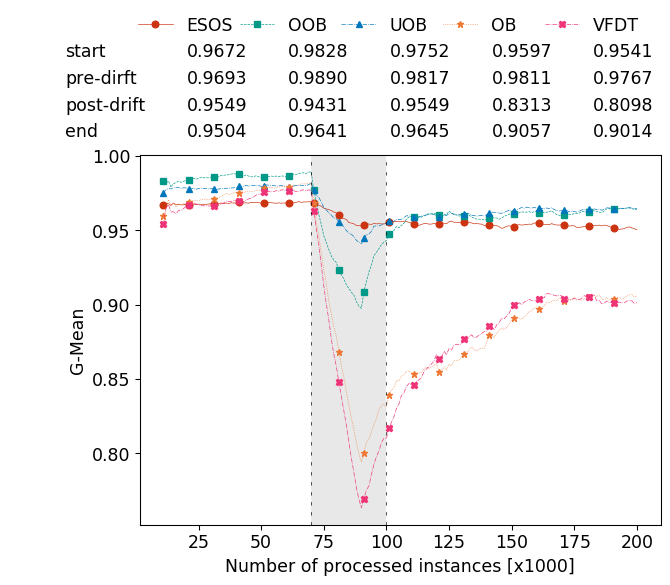 ESOS OOB UOB OB VFDT
start 0.9672 0.9828 0.9752 0.9597 0.9541
pre-dirft 0.9693 0.9890 0.9817 0.9811 0.9767
post-drift 0.9549 0.9431 0.9549 0.8313 0.8098
end 0.9504 0.9641 0.9645 0.9057 0.9014
1.00
0.95
0.90
0.85
0.80
G-Mean
25 50 75 100 125 150 175 200
Number of processed instances [x1000]